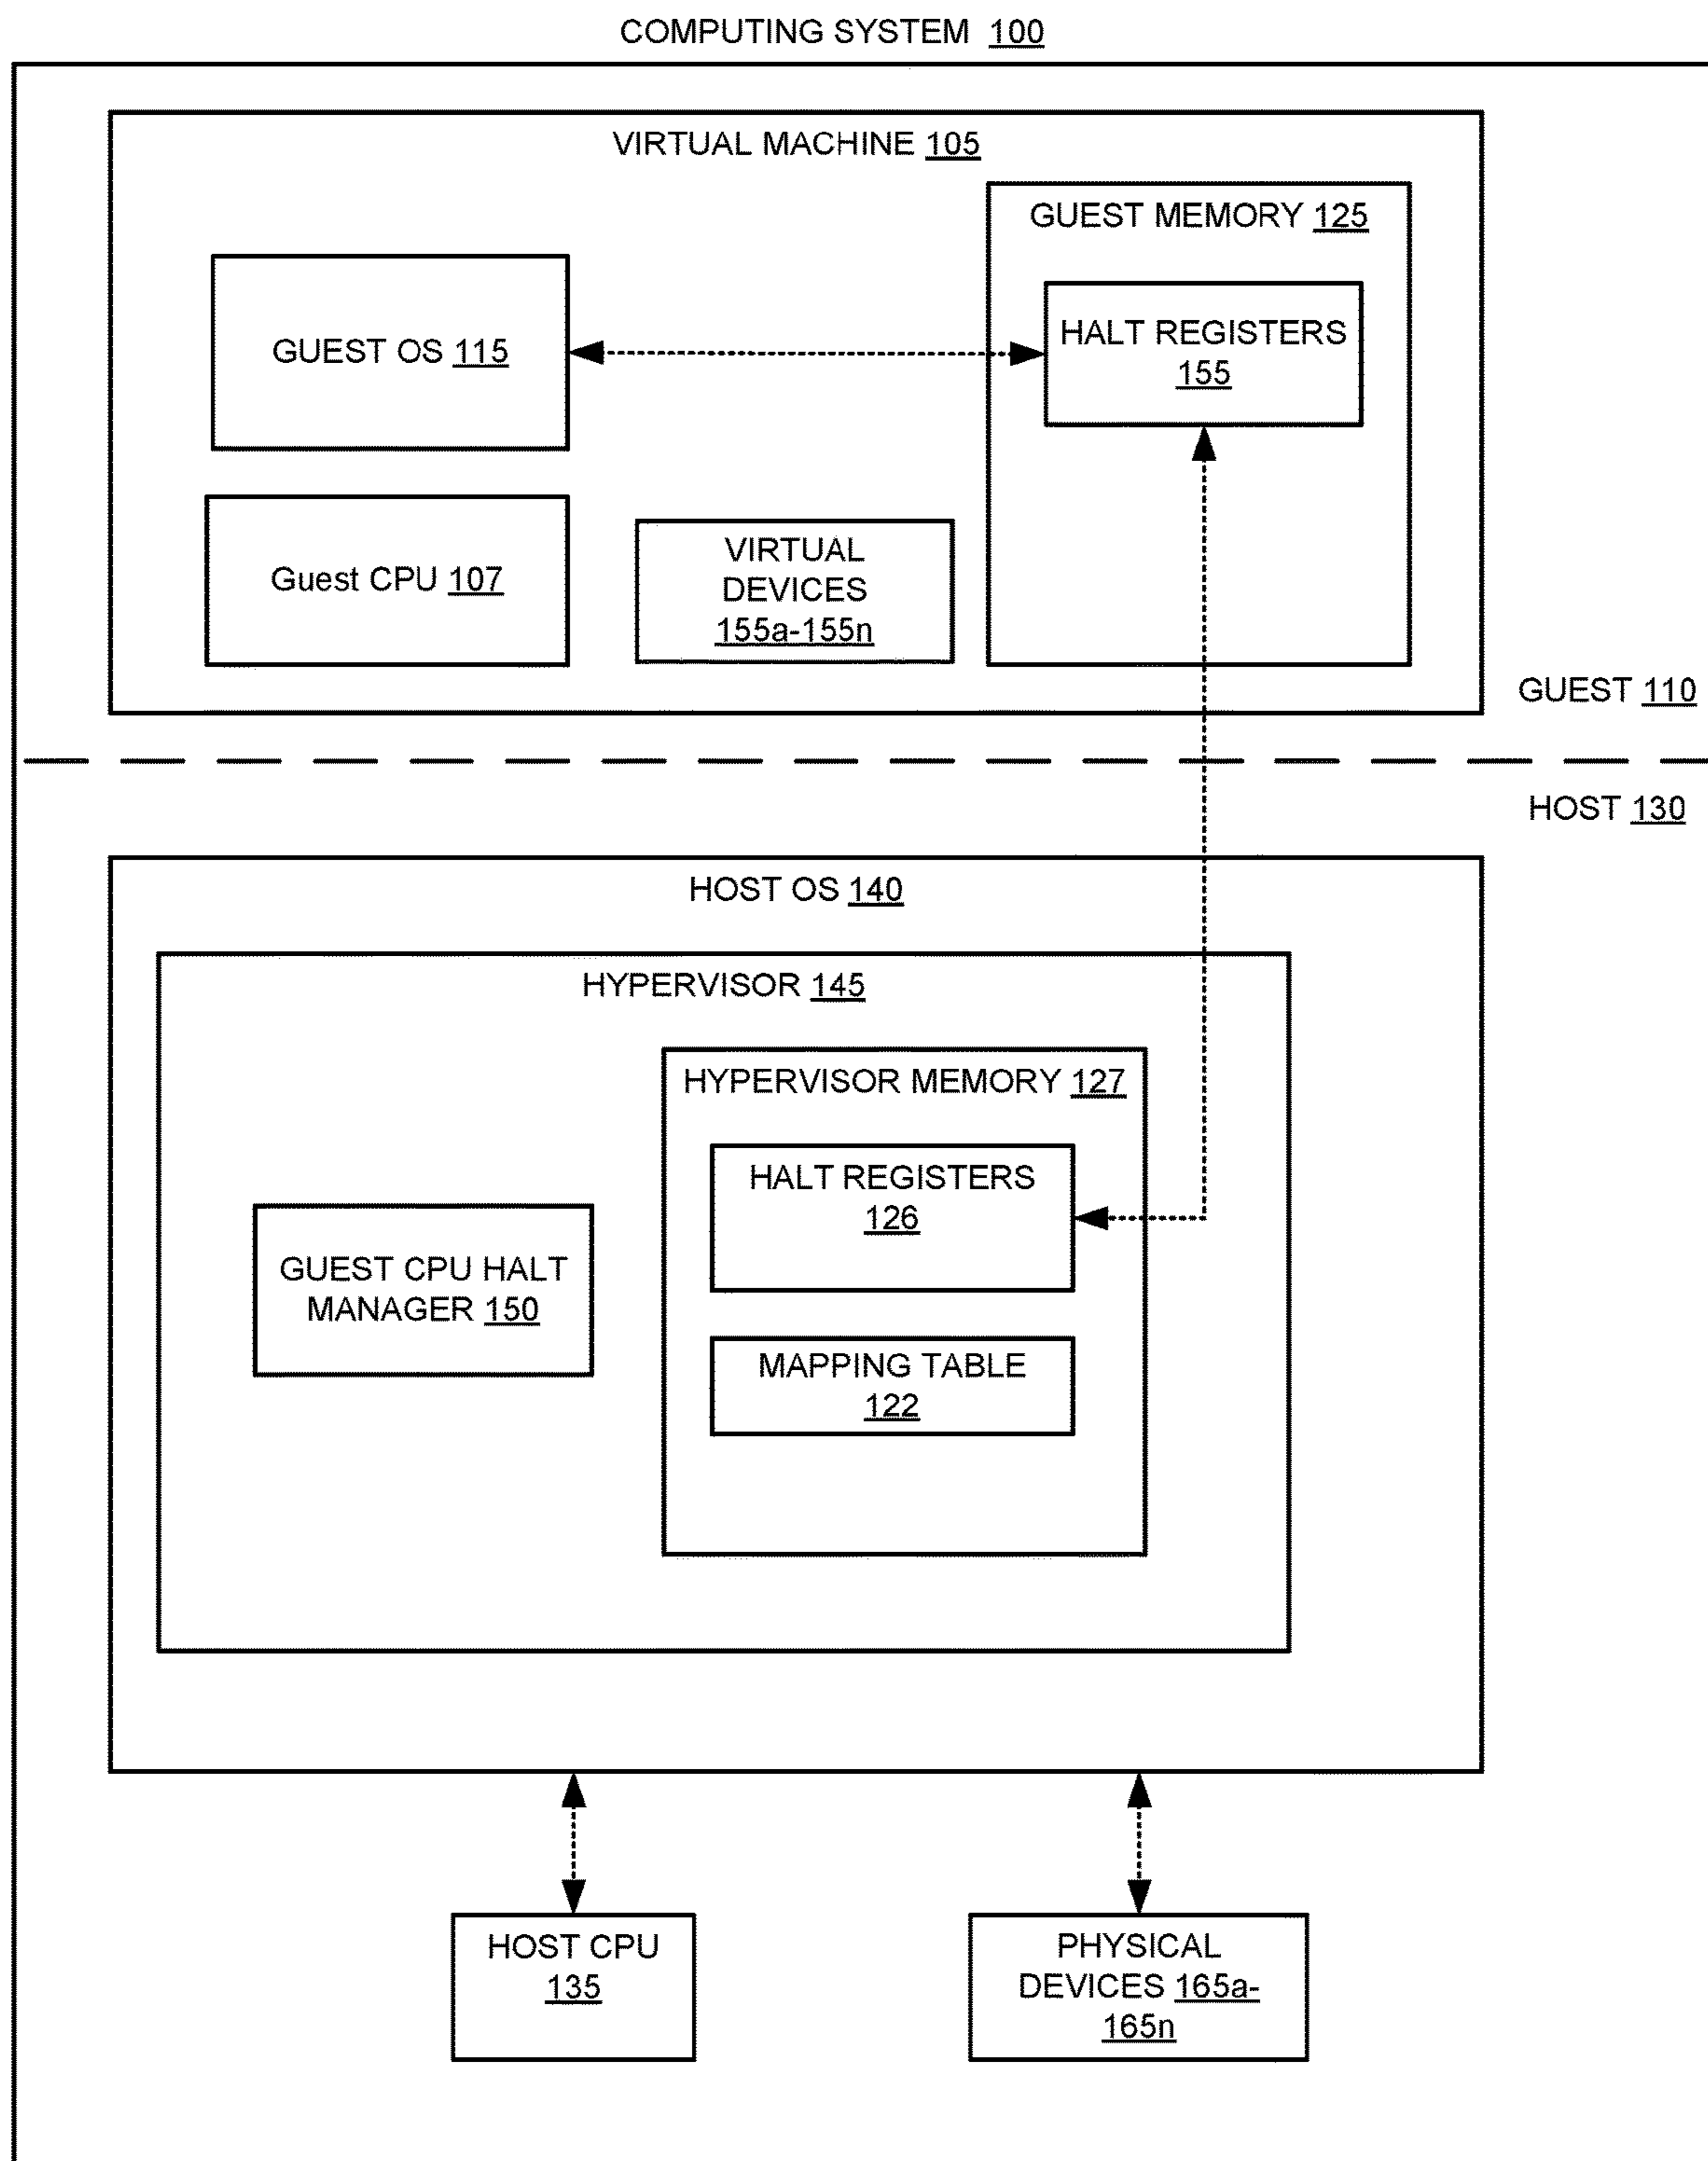 COMPUTING SYSTEM 100
VIRTUAL MACHINE 105
GUEST MEMORY 125
HALT REGISTERS
155
GUEST OS 115
Guest CPU 107
VIRTUAL
DEVICES
155a-155n
GUEST 110
HOST 130
HOST OS 140
HYPERVISOR 145
HYPERVISOR MEMORY 127
HALT REGISTERS
126
GUEST CPU HALT
MANAGER 150
MAPPING TABLE
122
HOST CPU
135
PHYSICAL
DEVICES 165a-
165n